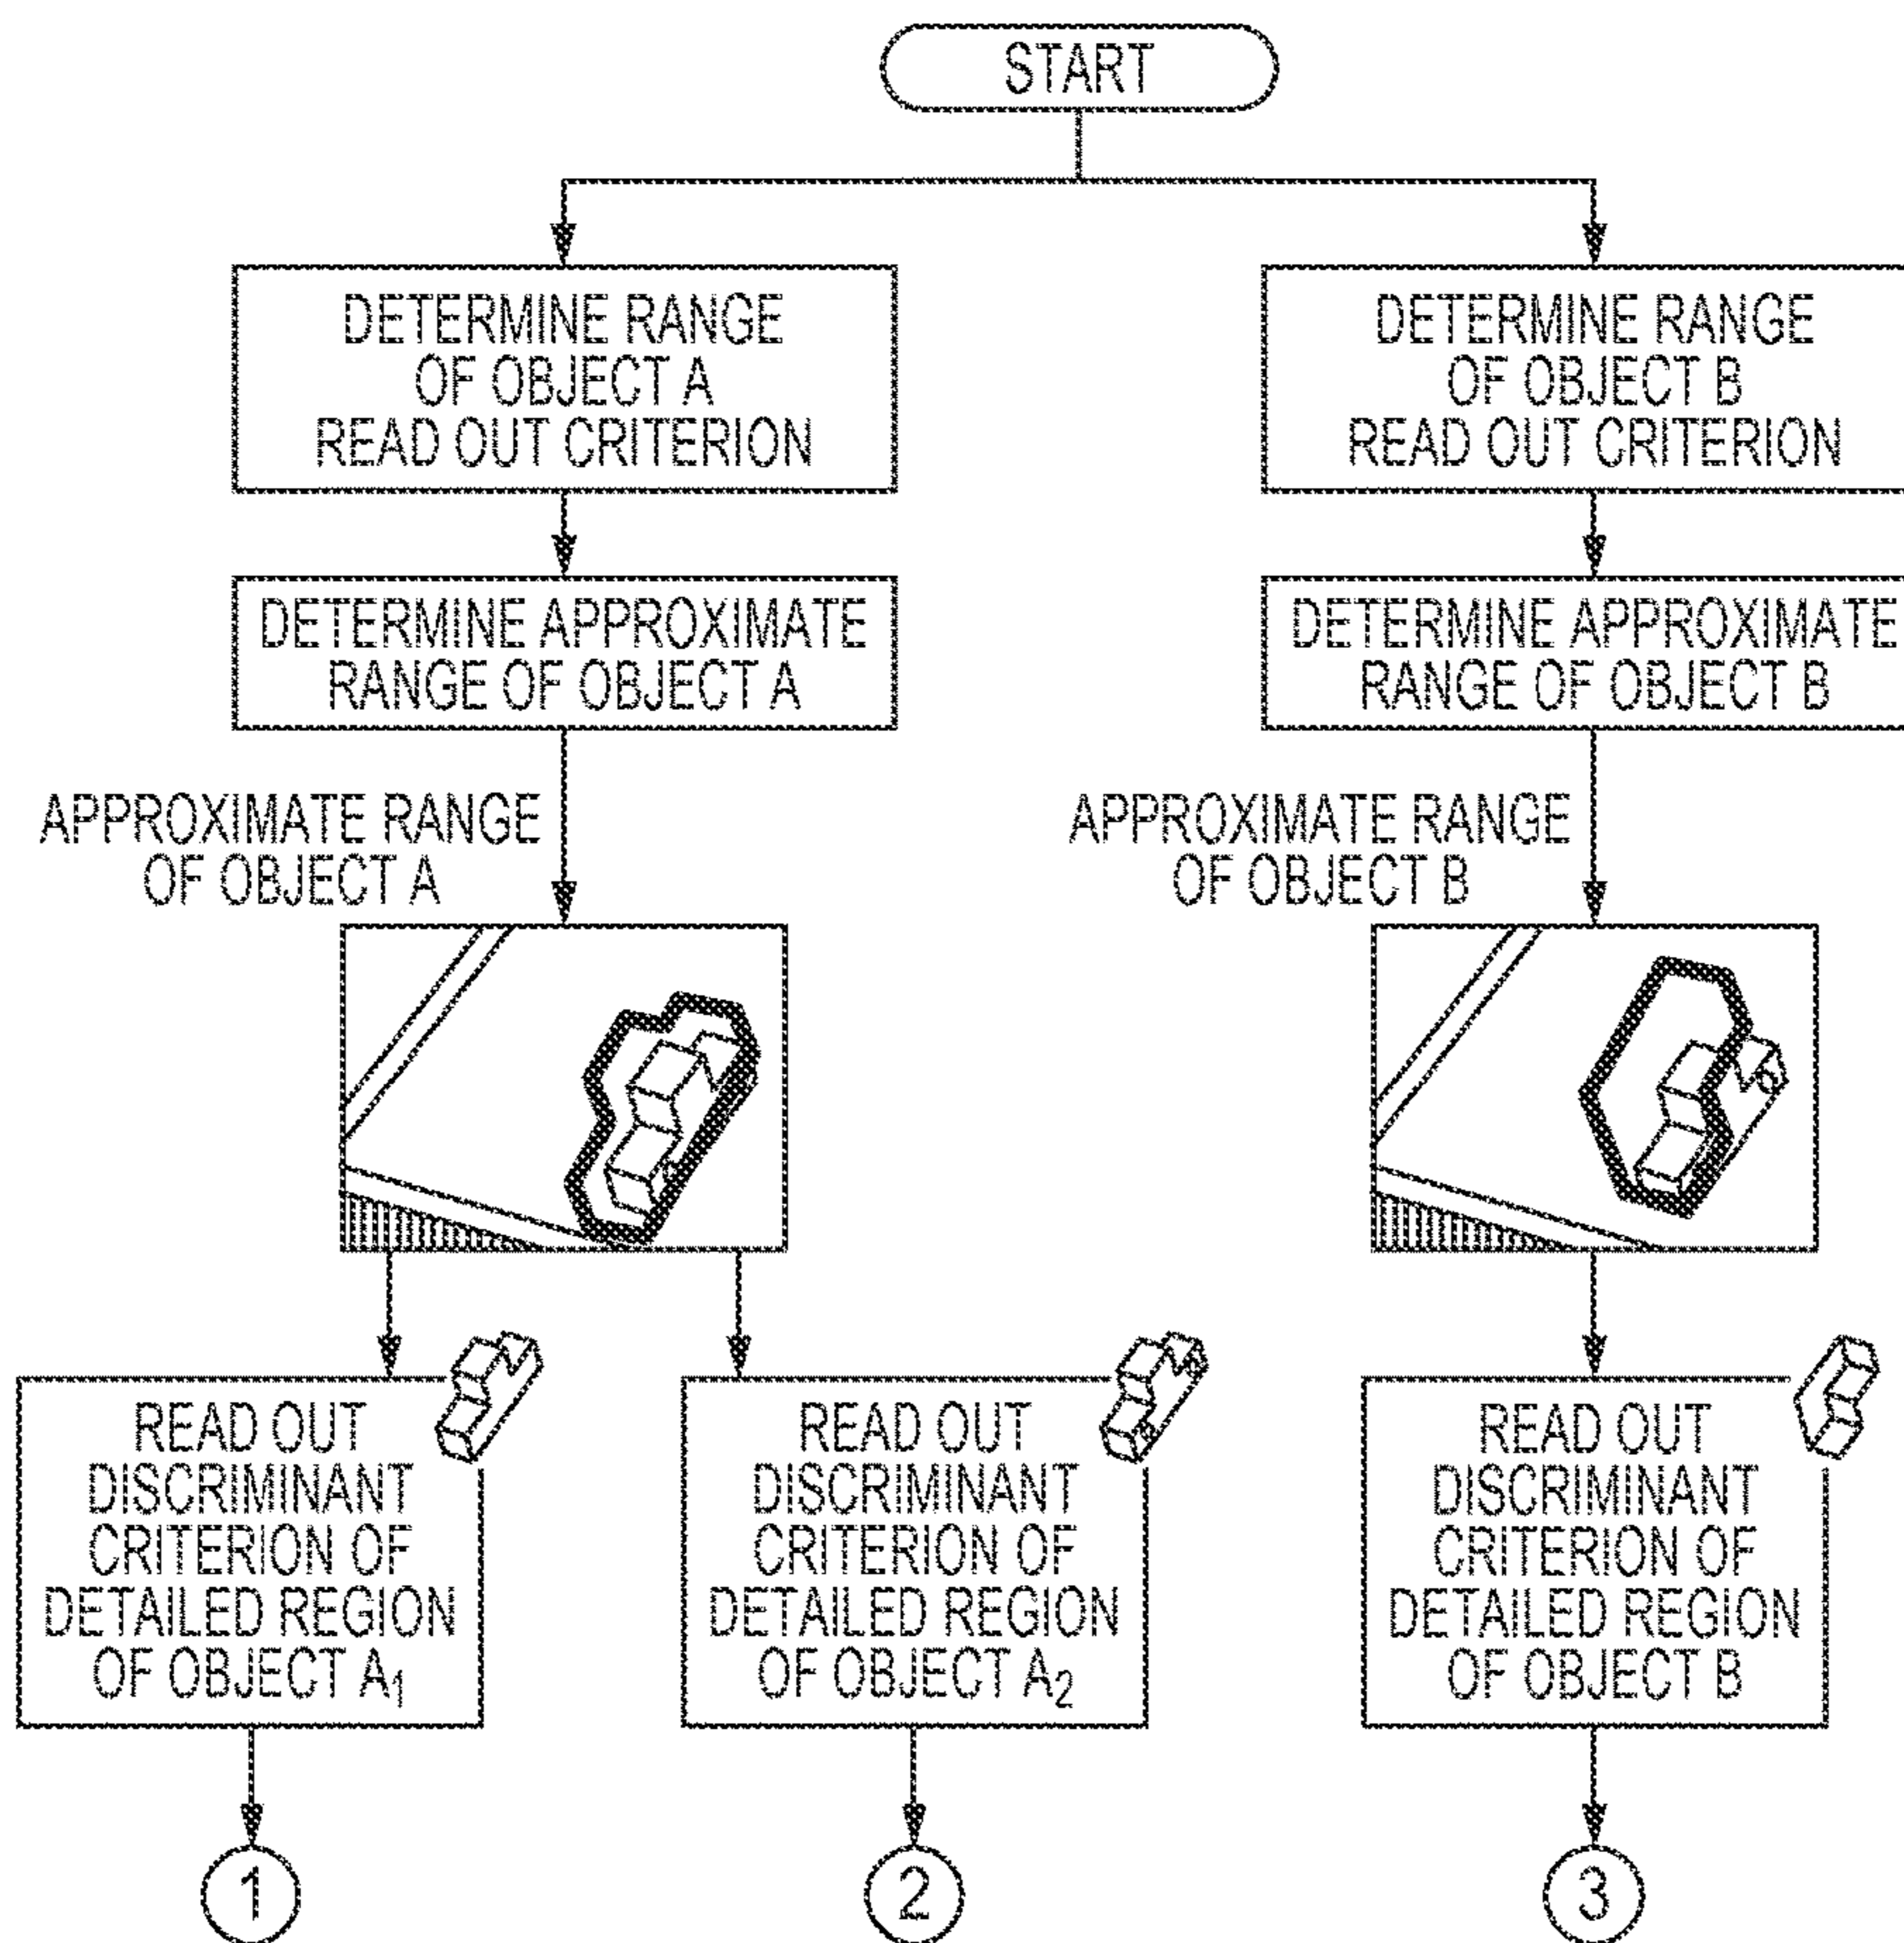 START
DETERMINE RANGE
OF OBJECT A
READ OUT CRITERION
DETERMINE RANGE
OF OBJECT B
READ OUT CRITERION
DETERMINE APPROXIMATE
RANGE OF OBJECT A
DETERMINE APPROXIMATE
RANGE OF OBJECT B
APPROXIMATE RANGE
OF OBJECT A
APPROXIMATE RANGE
OF OBJECT B
READ OUT
DISCRIMINANT
CRITERION OF
DETAILED REGION
OF OBJECT A₁
READ OUT
DISCRIMINANT
CRITERION OF
DETAILED REGION
OF OBJECT A₂
READ OUT
DISCRIMINANT
CRITERION OF
DETAILED REGION
OF OBJECT B
1
2
3